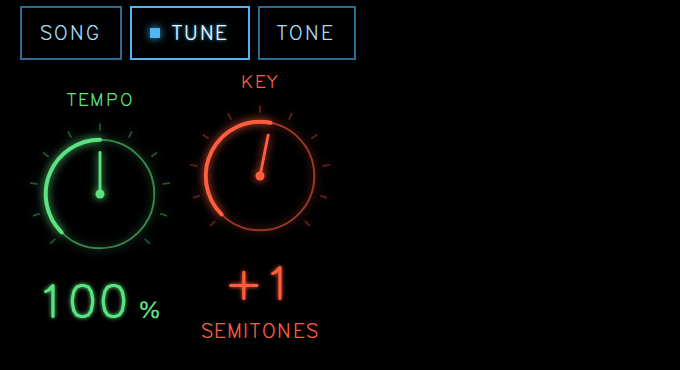 SONG TUNE TONE
TEMPO
KEY
100 %
+1
SEMITONES